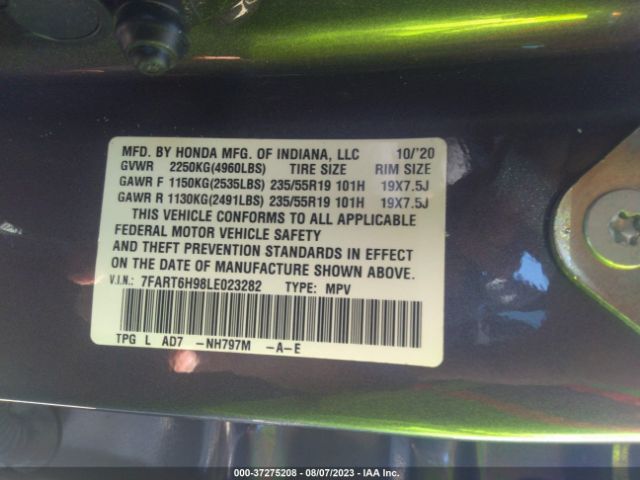 MFD. BY HONDA MFG. OF INDIANA, LLC 10/'20
GVWR 2250KG(4960LBS) TIRE SIZE RIM SIZE
GAWR F 1150KG(2535LBS) 235/55R19 101H 19X7.5J
GAWR R 1130KG(2491LBS) 235/55R19 101H 19X7.5J
THIS VEHICLE CONFORMS TO ALL APPLICABLE
FEDERAL MOTOR VEHICLE SAFETY
AND THEFT PREVENTION STANDARDS IN EFFECT
ON THE DATE OF MANUFACTURE SHOWN ABOVE.
V.I.N.: 7FART6H98LE023282 TYPE: MPV
TPG L AD7 -NH797M -A-E
000-37275208 - 08/07/2023 - IAA Inc.